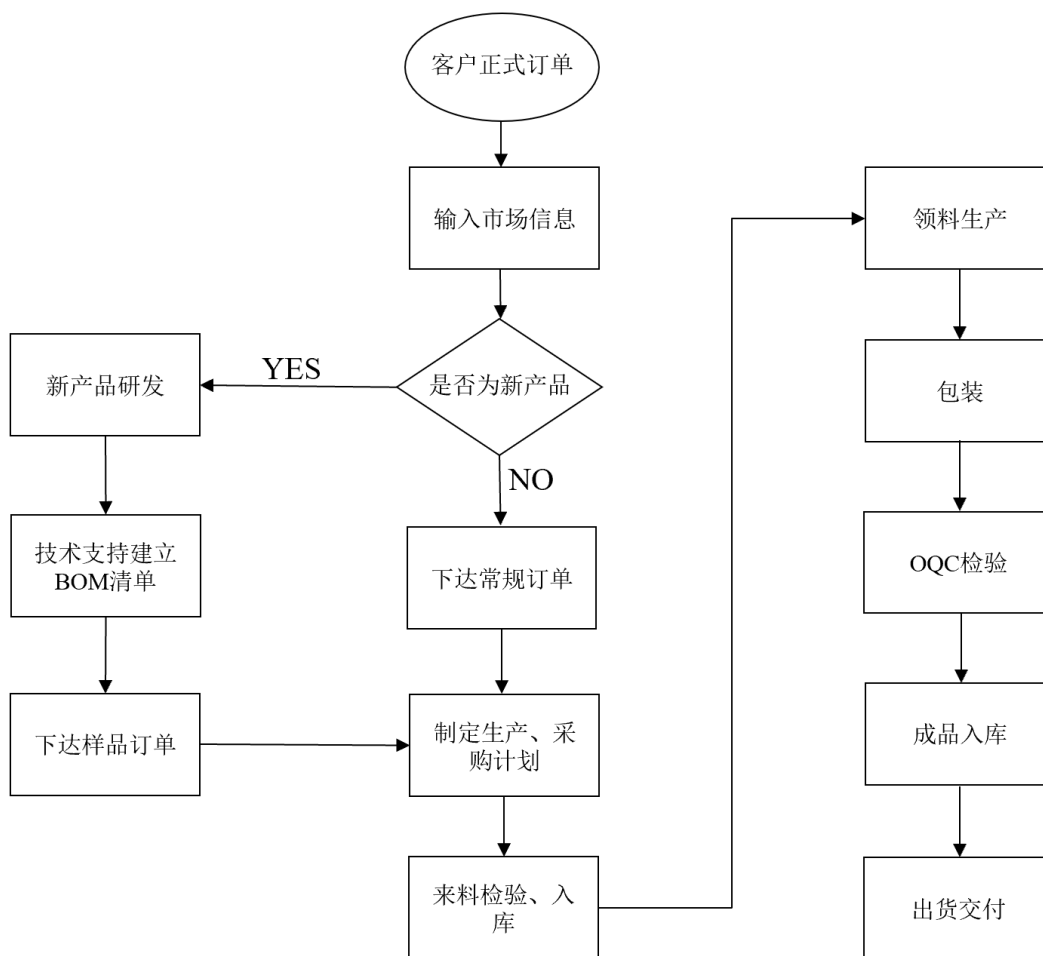 客户正式订单
输入市场信息
是否为新产品
YES
新产品研发
技术支持建立
BOM清单
下达样品订单
NO
下达常规订单
制定生产、采
购计划
来料检验、入
库
领料生产
包装
OQC检验
成品入库
出货交付